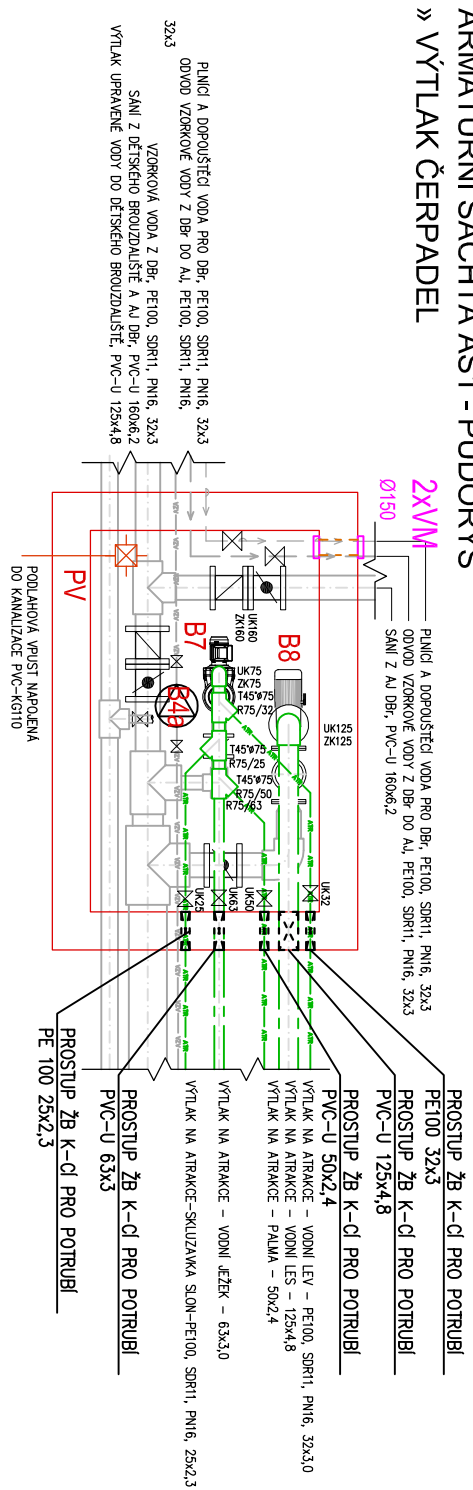 ARMATURNÍ ŠACHTA AŠ1 - PŮDORYS
» VÝTLAK ČERPADEL
2xVM
Ø150
PLNÍCÍ A DOPOUŠTĚCÍ VODA PRO DBr, PE100, SDR11, PN16, 32x3
ODVOD VZORKOVÉ VODY Z DBr DO AJ, PE100, SDR11, PN16, 32x3
SÁNÍ Z AJ DBr, PVC-U 160x6,2
PLNÍCÍ A DOPOUŠTĚCÍ VODA PRO DBr, PE100, SDR11, PN16, 32x3
ODVOD VZORKOVÉ VODY Z DBr DO AJ, PE100, SDR11, PN16,
32x3
VZORKOVÁ VODA Z DBr, PE100, SDR11, PN16, 32x3
SÁNÍ Z DĚTSKÉHO BROUZDALIŠTĚ A AJ DBr, PVC-U 160x6,2
VÝTLAK UPRAVENÉ VODY DO DĚTSKÉHO BROUZDALIŠTĚ, PVC-U 125x4,8
B8
UK125
ZK125
UK160
ZK160
B7
UK75
ZK75
T45°ø75
R75/32
T45°ø75
R75/25
T45°ø75
R75/50
R75/63
B4a
PV
PODLAHOVÁ VPUST NAPOJENÁ
DO KANALIZACE PVC-KG110
UK32
UK50
UK63
UK25
PROSTUP ŽB K-CÍ PRO POTRUBÍ
PE100 32x3
PROSTUP ŽB K-CÍ PRO POTRUBÍ
PVC-U 125x4,8
PROSTUP ŽB K-CÍ PRO POTRUBÍ
PVC-U 50x2,4
VÝTLAK NA ATRAKCE - VODNÍ LEV - PE100, SDR11, PN16, 32x3,0
VÝTLAK NA ATRAKCE - VODNÍ LES - 125x4,8
VÝTLAK NA ATRAKCE - PALMA - 50x2,4
VÝTLAK NA ATRAKCE - VODNÍ JEŽEK - 63x3,0
VÝTLAK NA ATRAKCE-SKLUZAVKA SLON-PE100, SDR11, PN16, 25x2,3
PROSTUP ŽB K-CÍ PRO POTRUBÍ
PVC-U 63x3
PROSTUP ŽB K-CÍ PRO POTRUBÍ
PE 100 25x2,3